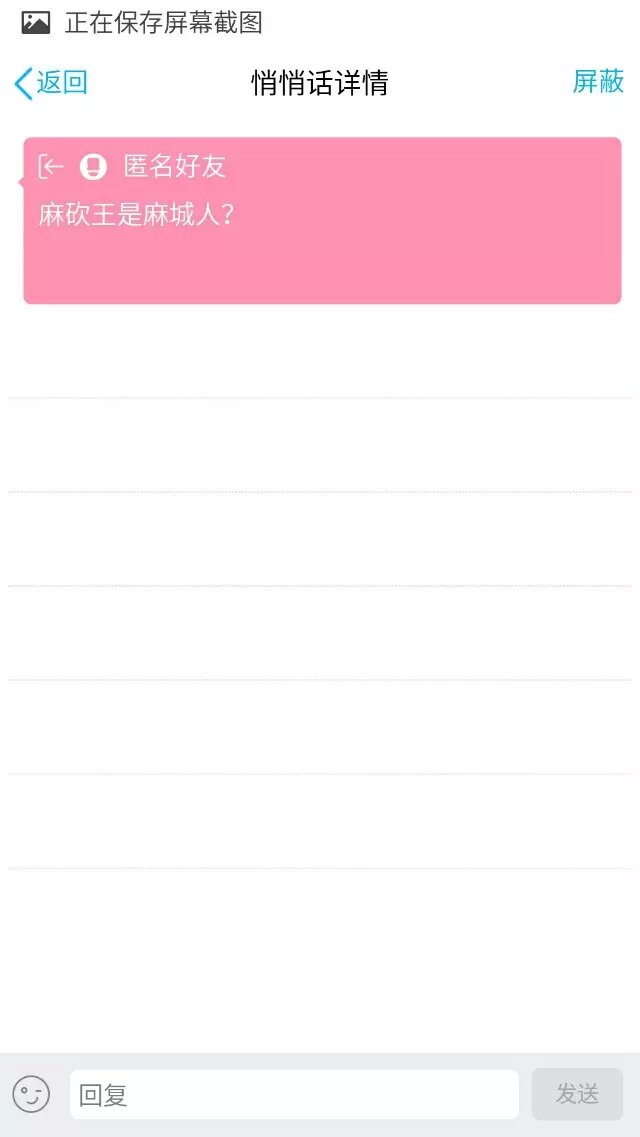 正在保存屏幕截图
返回
悄悄话详情
屏蔽
匿名好友
麻砍王是麻城人?
回复
发送